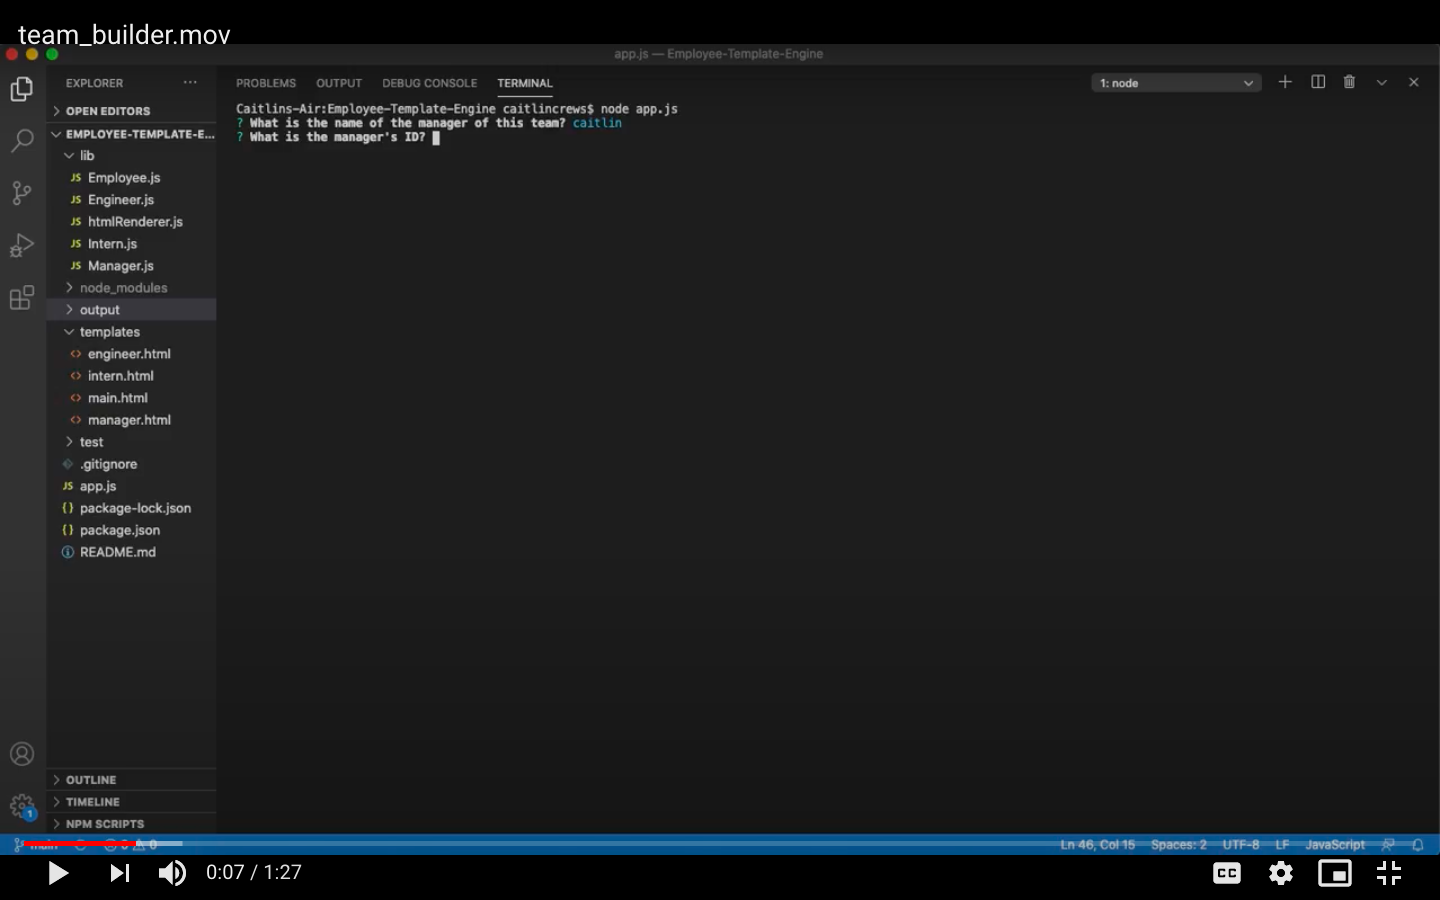 team_builder.mov
app.js — Employee-Template-Engine
EXPLORER
PROBLEMS OUTPUT DEBUG CONSOLE TERMINAL
1: node
OPEN EDITORS
EMPLOYEE-TEMPLATE-E...
lib
JS Employee.js
JS Engineer.js
JS htmlRenderer.js
JS Intern.js
JS Manager.js
node_modules
output
templates
<> engineer.html
<> intern.html
<> main.html
<> manager.html
test
.gitignore
JS app.js
{} package-lock.json
{} package.json
README.md
Caitlins-Air:Employee-Template-Engine caitlincrews$ node app.js
? What is the name of the manager of this team? caitlin
? What is the manager's ID?
OUTLINE
TIMELINE
1
NPM SCRIPTS
main 0 0
Ln 46, Col 15 Spaces: 2 UTF-8 LF JavaScript
0:07 / 1:27
CC